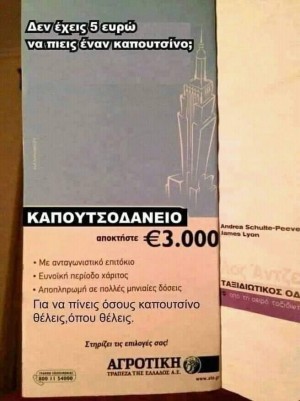 Δεν έχεις 5 ευρώ
να πιεις έναν καπουτσίνο;
ΚΑΠΟΥΤΣΟΔΑΝΕΙΟ
αποκτήστε €3.000
• Με ανταγωνιστικό επιτόκιο
• Ευνοϊκή περίοδο χάριτος
• Αποπληρωμή σε πολλές μηνιαίες δόσεις
Για να πίνεις όσους καπουτσίνο
θέλεις,όπου θέλεις.
Στηρίζει τις επιλογές σας!
ΑΓΡΟΤΙΚΗ
ΤΡΑΠΕΖΑ ΤΗΣ ΕΛΛΑΔΟΣ Α.Ε.
Andrea Schulte-Peeve
James Lyon
ΤΑΞΙΔΙΩΤΙΚΟΣ ΟΔ